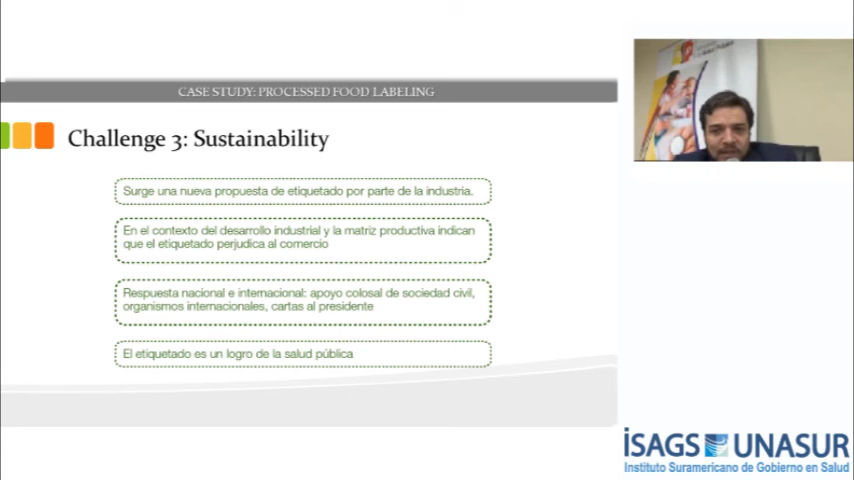 CASE STUDY: PROCESSED FOOD LABELING
Challenge 3: Sustainability
Surge una nueva propuesta de etiquetado por parte de la industria.
En el contexto del desarrollo industrial y la matriz productiva indican
que el etiquetado perjudica al comercio
Respuesta nacional e internacional: apoyo colosal de sociedad civil,
organismos internacionales, cartas al presidente
El etiquetado es un logro de la salud pública
ISAGS UNASUR
Instituto Suramericano de Gobierno en Salud